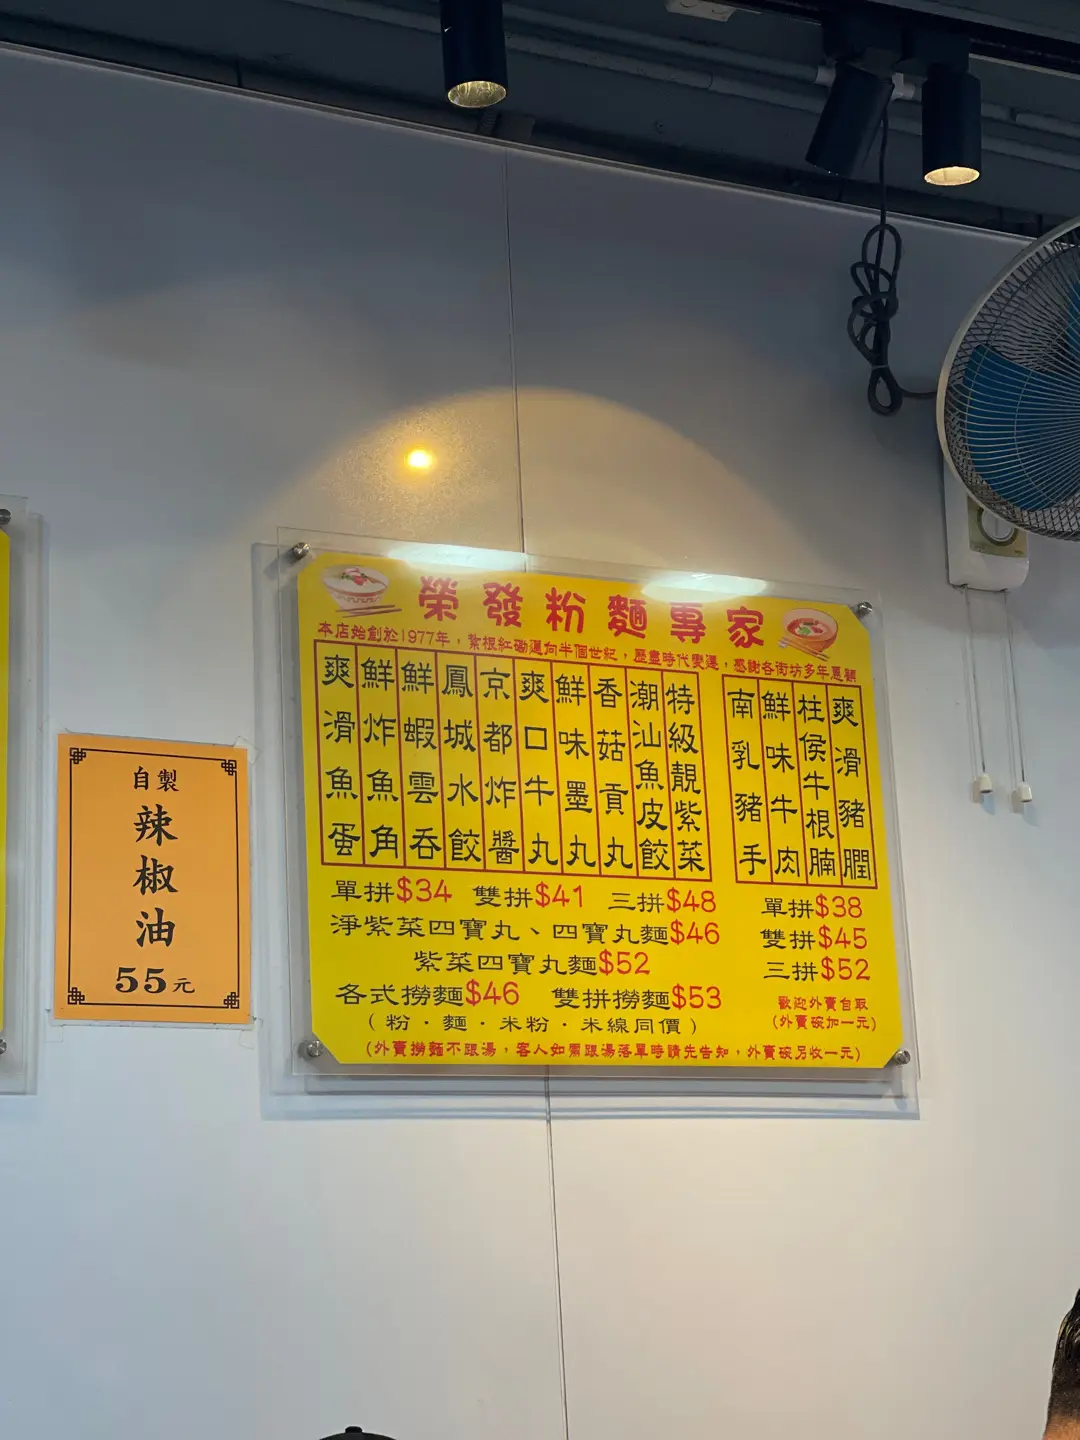 榮發粉麵專家
本店始創於1977年，紮根紅磡邁向半個世紀，歷盡時代變遷，感謝各街坊多年惠顧
爽滑魚蛋
鮮炸魚角
鮮蝦雲吞
鳳城水餃
京都炸醬
爽口牛丸
鮮味墨丸
香菇貢丸
潮汕魚皮餃
特級靚紫菜
單拼$34 雙拼$41 三拼$48
淨紫菜四寶丸、四寶丸麵$46
紫菜四寶丸麵$52
各式撈麵$46 雙拼撈麵$53
（粉．麵．米粉．米線同價）
南乳豬手
鮮味牛肉
柱侯牛根腩
爽滑豬膶
單拼$38
雙拼$45
三拼$52
歡迎外賣自取
(外賣碗加一元)
(外賣撈麵不跟湯，客人如需跟湯落單時請先告知，外賣碗另收一元)
自製
辣椒油
55元